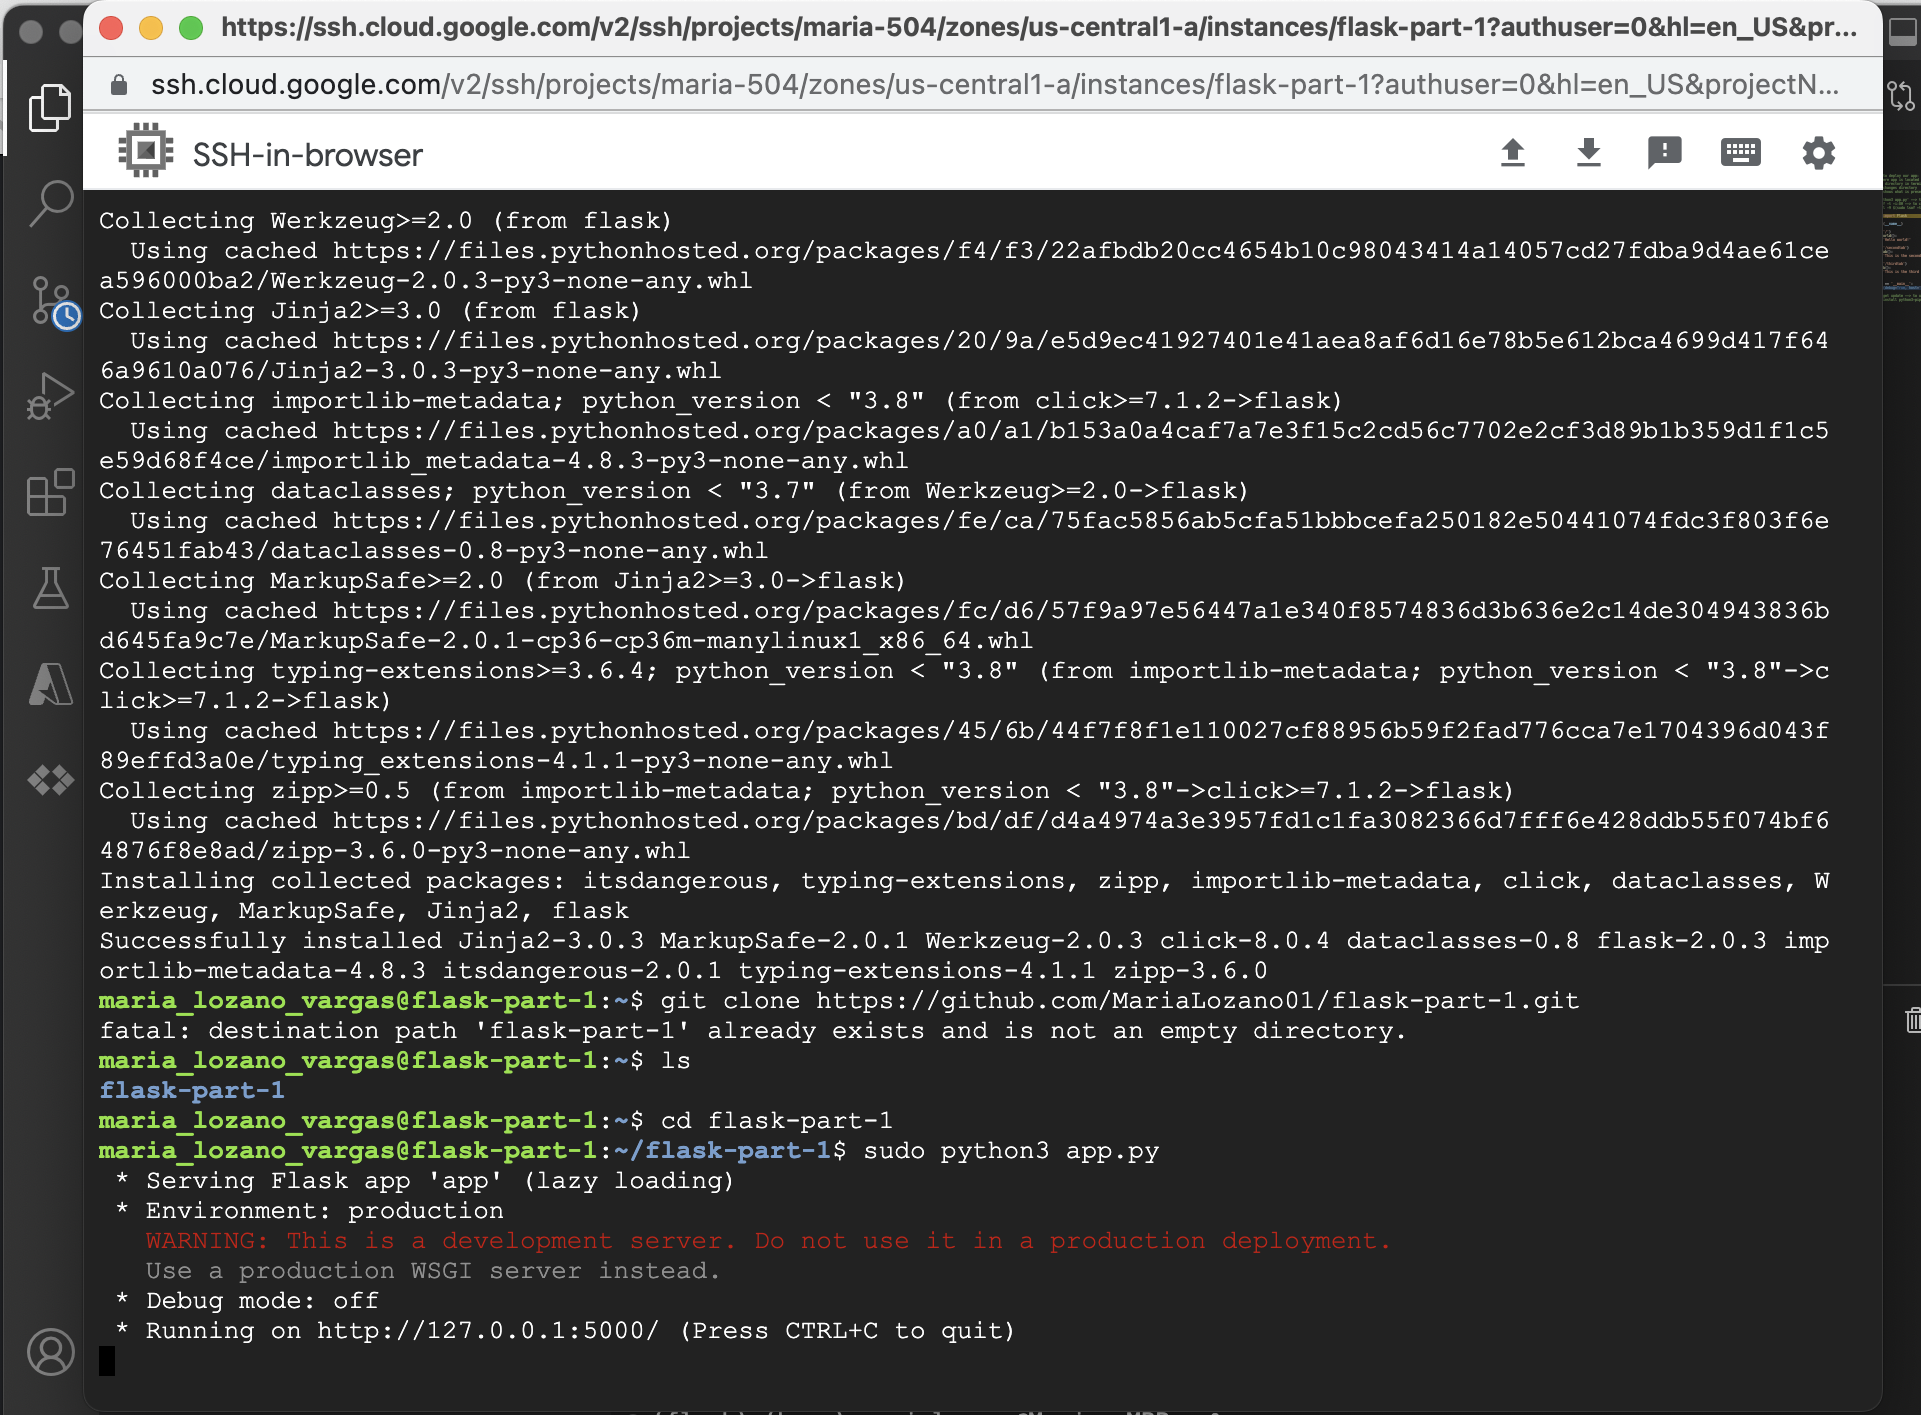 https://ssh.cloud.google.com/v2/ssh/projects/maria-504/zones/us-central1-a/instances/flask-part-1?authuser=0&hl=en_US&pr...
ssh.cloud.google.com/v2/ssh/projects/maria-504/zones/us-central1-a/instances/flask-part-1?authuser=0&hl=en_US&projectN...
SSH-in-browser
Collecting Werkzeug>=2.0 (from flask)
  Using cached https://files.pythonhosted.org/packages/f4/f3/22afbdb20cc4654b10c98043414a14057cd27fdba9d4ae61ce
a596000ba2/Werkzeug-2.0.3-py3-none-any.whl
Collecting Jinja2>=3.0 (from flask)
  Using cached https://files.pythonhosted.org/packages/20/9a/e5d9ec41927401e41aea8af6d16e78b5e612bca4699d417f64
6a9610a076/Jinja2-3.0.3-py3-none-any.whl
Collecting importlib-metadata; python_version < "3.8" (from click>=7.1.2->flask)
  Using cached https://files.pythonhosted.org/packages/a0/a1/b153a0a4caf7a7e3f15c2cd56c7702e2cf3d89b1b359d1f1c5
e59d68f4ce/importlib_metadata-4.8.3-py3-none-any.whl
Collecting dataclasses; python_version < "3.7" (from Werkzeug>=2.0->flask)
  Using cached https://files.pythonhosted.org/packages/fe/ca/75fac5856ab5cfa51bbbcefa250182e50441074fdc3f803f6e
76451fab43/dataclasses-0.8-py3-none-any.whl
Collecting MarkupSafe>=2.0 (from Jinja2>=3.0->flask)
  Using cached https://files.pythonhosted.org/packages/fc/d6/57f9a97e56447a1e340f8574836d3b636e2c14de304943836b
d645fa9c7e/MarkupSafe-2.0.1-cp36-cp36m-manylinux1_x86_64.whl
Collecting typing-extensions>=3.6.4; python_version < "3.8" (from importlib-metadata; python_version < "3.8"->c
lick>=7.1.2->flask)
  Using cached https://files.pythonhosted.org/packages/45/6b/44f7f8f1e110027cf88956b59f2fad776cca7e1704396d043f
89effd3a0e/typing_extensions-4.1.1-py3-none-any.whl
Collecting zipp>=0.5 (from importlib-metadata; python_version < "3.8"->click>=7.1.2->flask)
  Using cached https://files.pythonhosted.org/packages/bd/df/d4a4974a3e3957fd1c1fa3082366d7fff6e428ddb55f074bf6
4876f8e8ad/zipp-3.6.0-py3-none-any.whl
Installing collected packages: itsdangerous, typing-extensions, zipp, importlib-metadata, click, dataclasses, W
erkzeug, MarkupSafe, Jinja2, flask
Successfully installed Jinja2-3.0.3 MarkupSafe-2.0.1 Werkzeug-2.0.3 click-8.0.4 dataclasses-0.8 flask-2.0.3 imp
ortlib-metadata-4.8.3 itsdangerous-2.0.1 typing-extensions-4.1.1 zipp-3.6.0
maria_lozano_vargas@flask-part-1:~$ git clone https://github.com/MariaLozano01/flask-part-1.git
fatal: destination path 'flask-part-1' already exists and is not an empty directory.
maria_lozano_vargas@flask-part-1:~$ ls
flask-part-1
maria_lozano_vargas@flask-part-1:~$ cd flask-part-1
maria_lozano_vargas@flask-part-1:~/flask-part-1$ sudo python3 app.py
 * Serving Flask app 'app' (lazy loading)
 * Environment: production
   WARNING: This is a development server. Do not use it in a production deployment.
   Use a production WSGI server instead.
 * Debug mode: off
 * Running on http://127.0.0.1:5000/ (Press CTRL+C to quit)